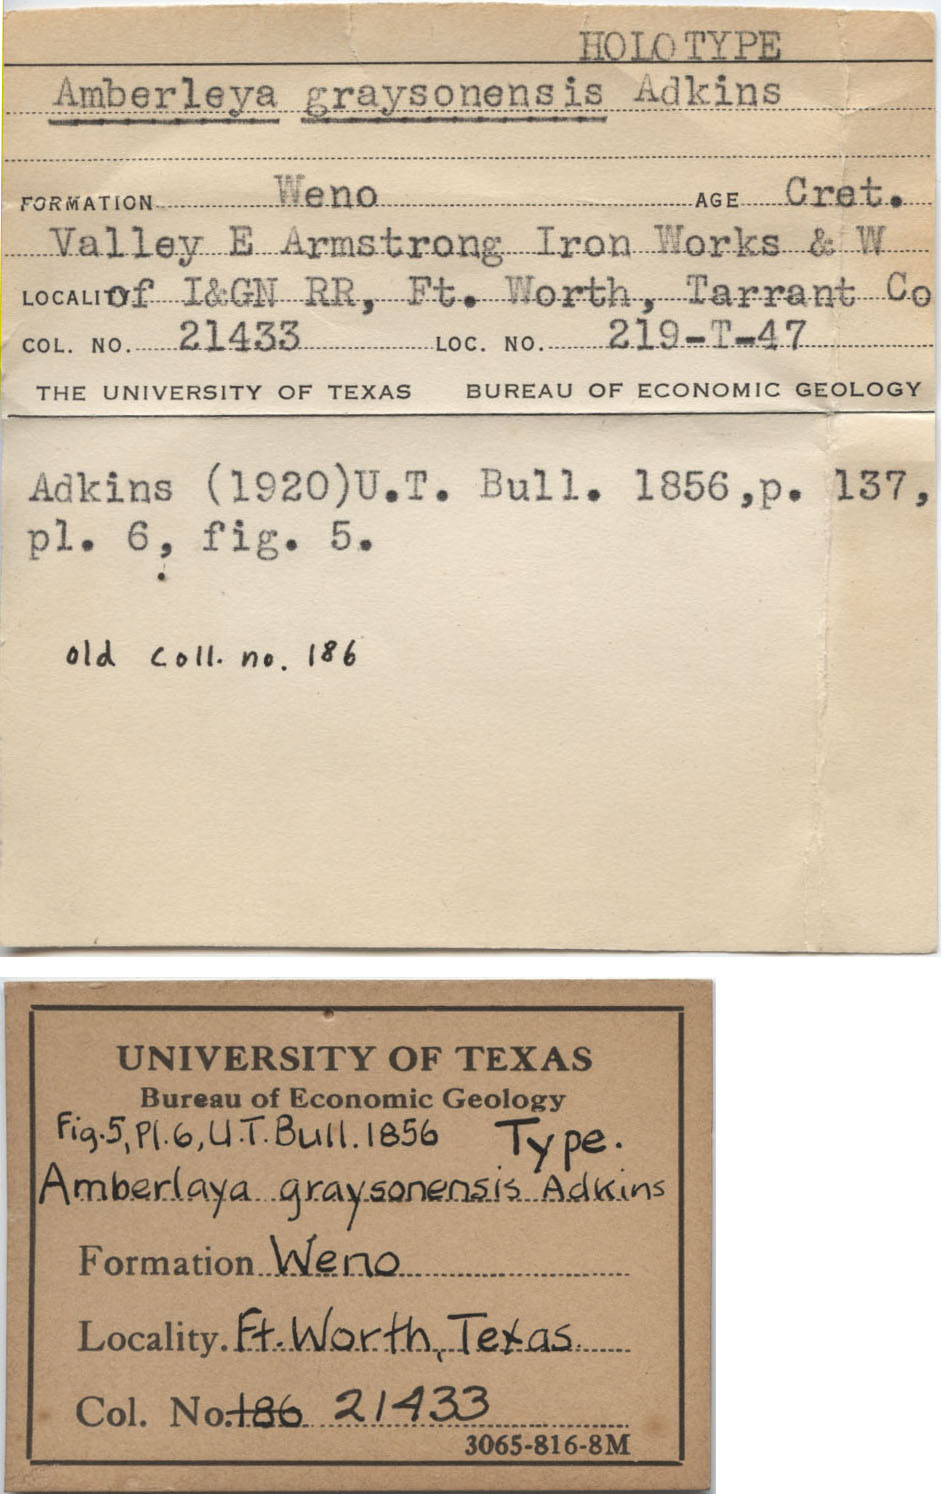 HOLOTYPE
Amberleya graysonensis Adkins
FORMATION Weno AGE Cret.
Valley E Armstrong Iron Works & W
LOCALITY of I&GN RR, Ft. Worth, Tarrant Co
COL. NO. 21433 LOC. NO. 219-T-47
THE UNIVERSITY OF TEXAS BUREAU OF ECONOMIC GEOLOGY
Adkins (1920)U.T. Bull. 1856,p. 137,
pl. 6, fig. 5.
old coll. no. 186
UNIVERSITY OF TEXAS
Bureau of Economic Geology
Fig.5, Pl.6, U.T. Bull. 1856 Type.
Amberlaya graysonensis Adkins
Formation Weno
Locality. Ft. Worth, Texas.
Col. No. 186 21433
3065-816-8M